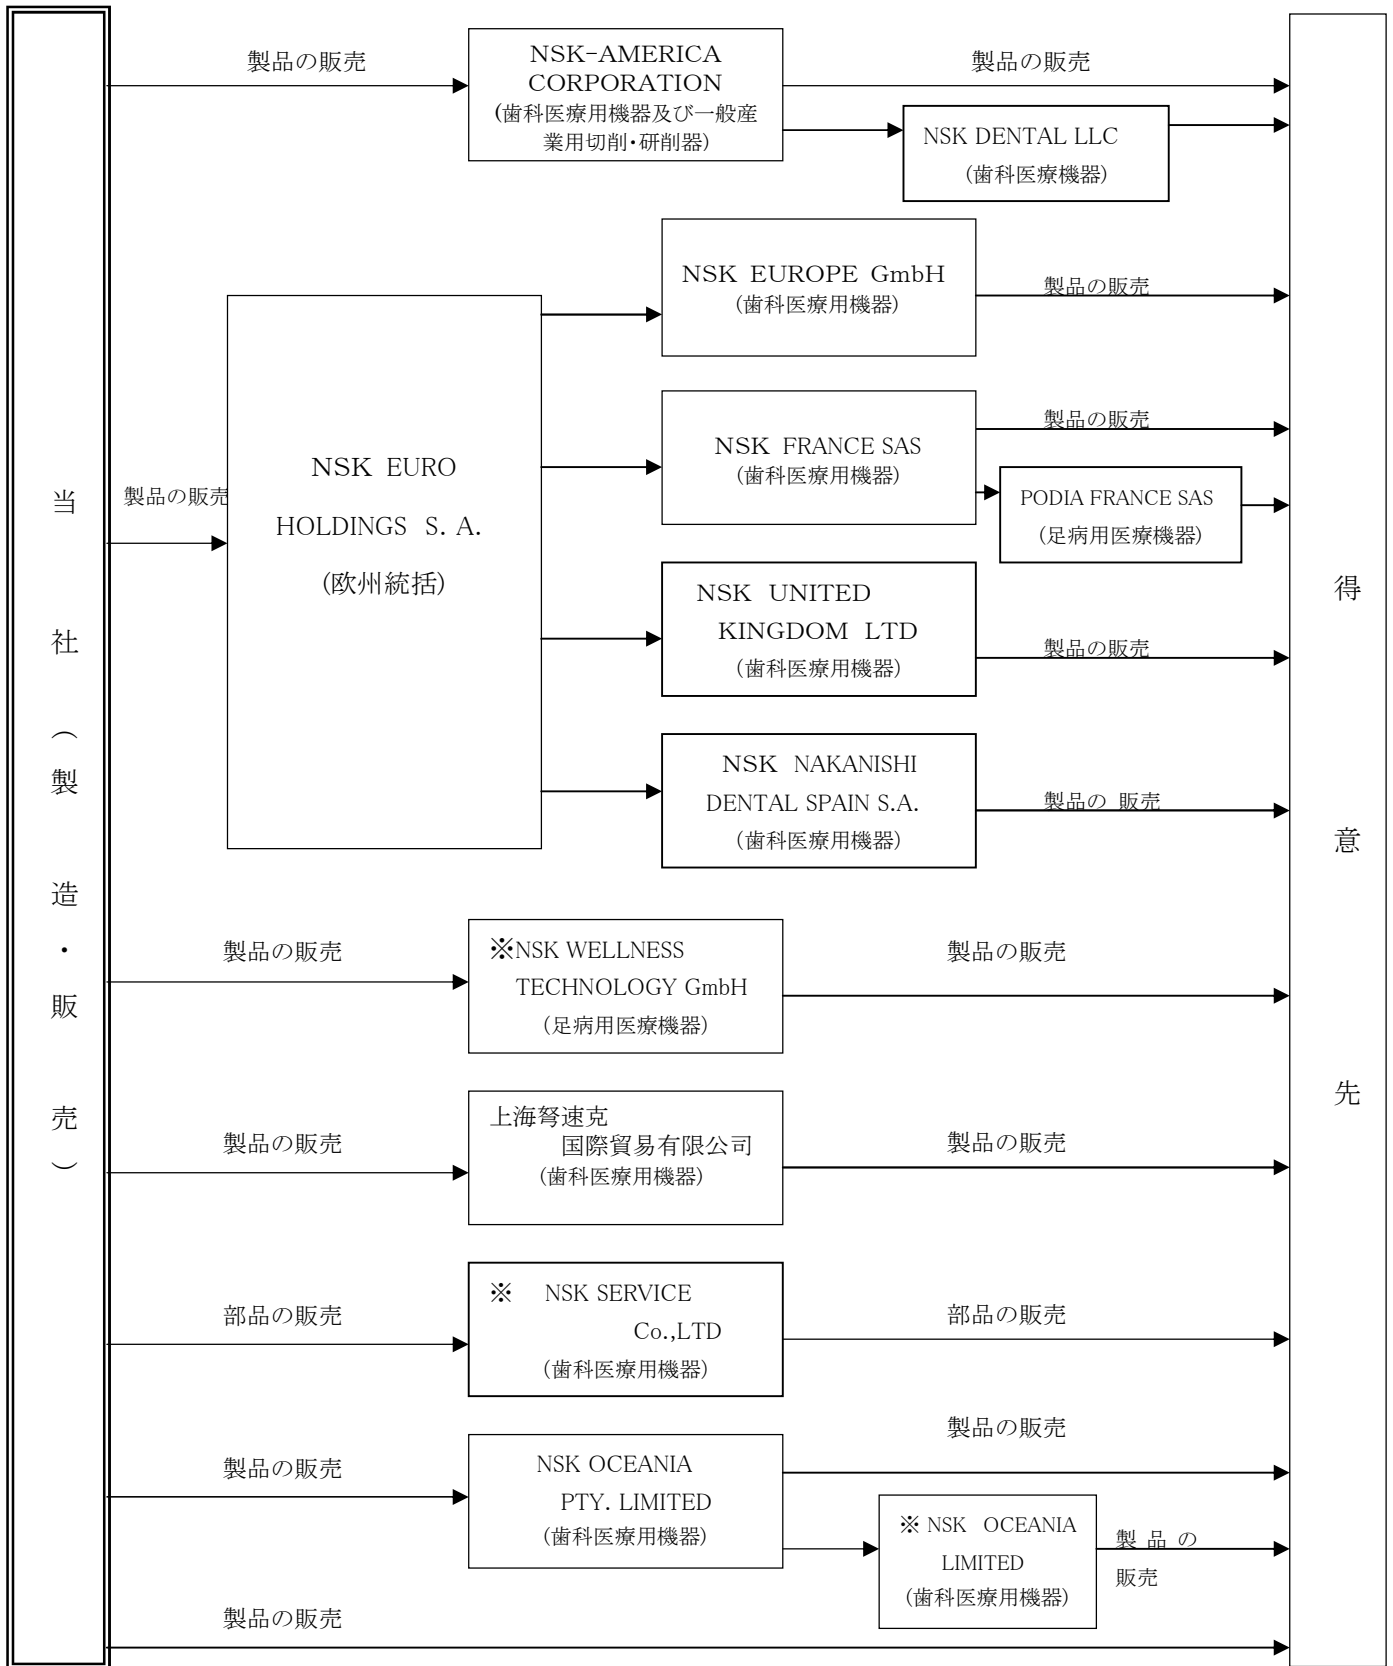 当社（製造・販売）
製品の販売
NSK-AMERICA
CORPORATION
(歯科医療用機器及び一般産
業用切削・研削器)
製品の販売
NSK DENTAL LLC
(歯科医療機器)
製品の販売
NSK EURO
HOLDINGS S. A.
(欧州統括)
NSK EUROPE GmbH
(歯科医療用機器)
製品の販売
NSK FRANCE SAS
(歯科医療用機器)
製品の販売
PODIA FRANCE SAS
(足病用医療機器)
NSK UNITED
KINGDOM LTD
(歯科医療用機器)
製品の販売
NSK NAKANISHI
DENTAL SPAIN S.A.
(歯科医療用機器)
製品の 販売
製品の販売
※NSK WELLNESS
TECHNOLOGY GmbH
(足病用医療機器)
製品の販売
製品の販売
上海弩速克
国際貿易有限公司
(歯科医療用機器)
製品の販売
部品の販売
※ NSK SERVICE
Co.,LTD
(歯科医療用機器)
部品の販売
製品の販売
NSK OCEANIA
PTY. LIMITED
(歯科医療用機器)
製品の販売
※ NSK OCEANIA
LIMITED
(歯科医療用機器)
製 品 の
販売
製品の販売
得意先